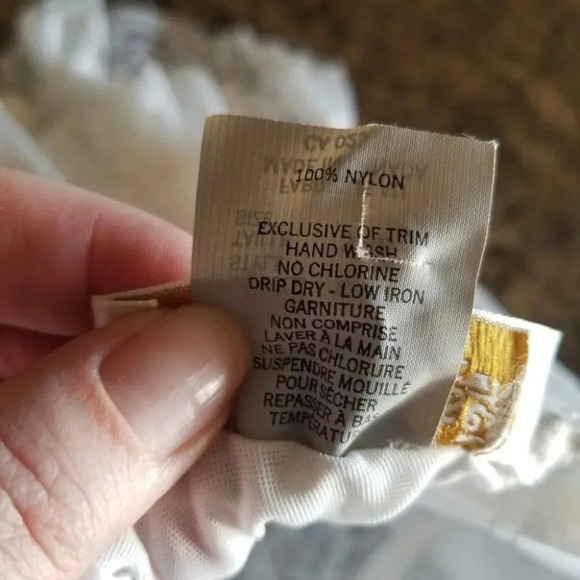 100% NYLON
EXCLUSIVE OF TRIM
HAND WASH
NO CHLORINE
DRIP DRY - LOW IRON
GARNITURE
NON COMPRISE
LAVER À LA MAIN
NE PAS CHLORURE
SUSPENDRE MOUILLÉ
POUR SÉCHER
REPASSER À